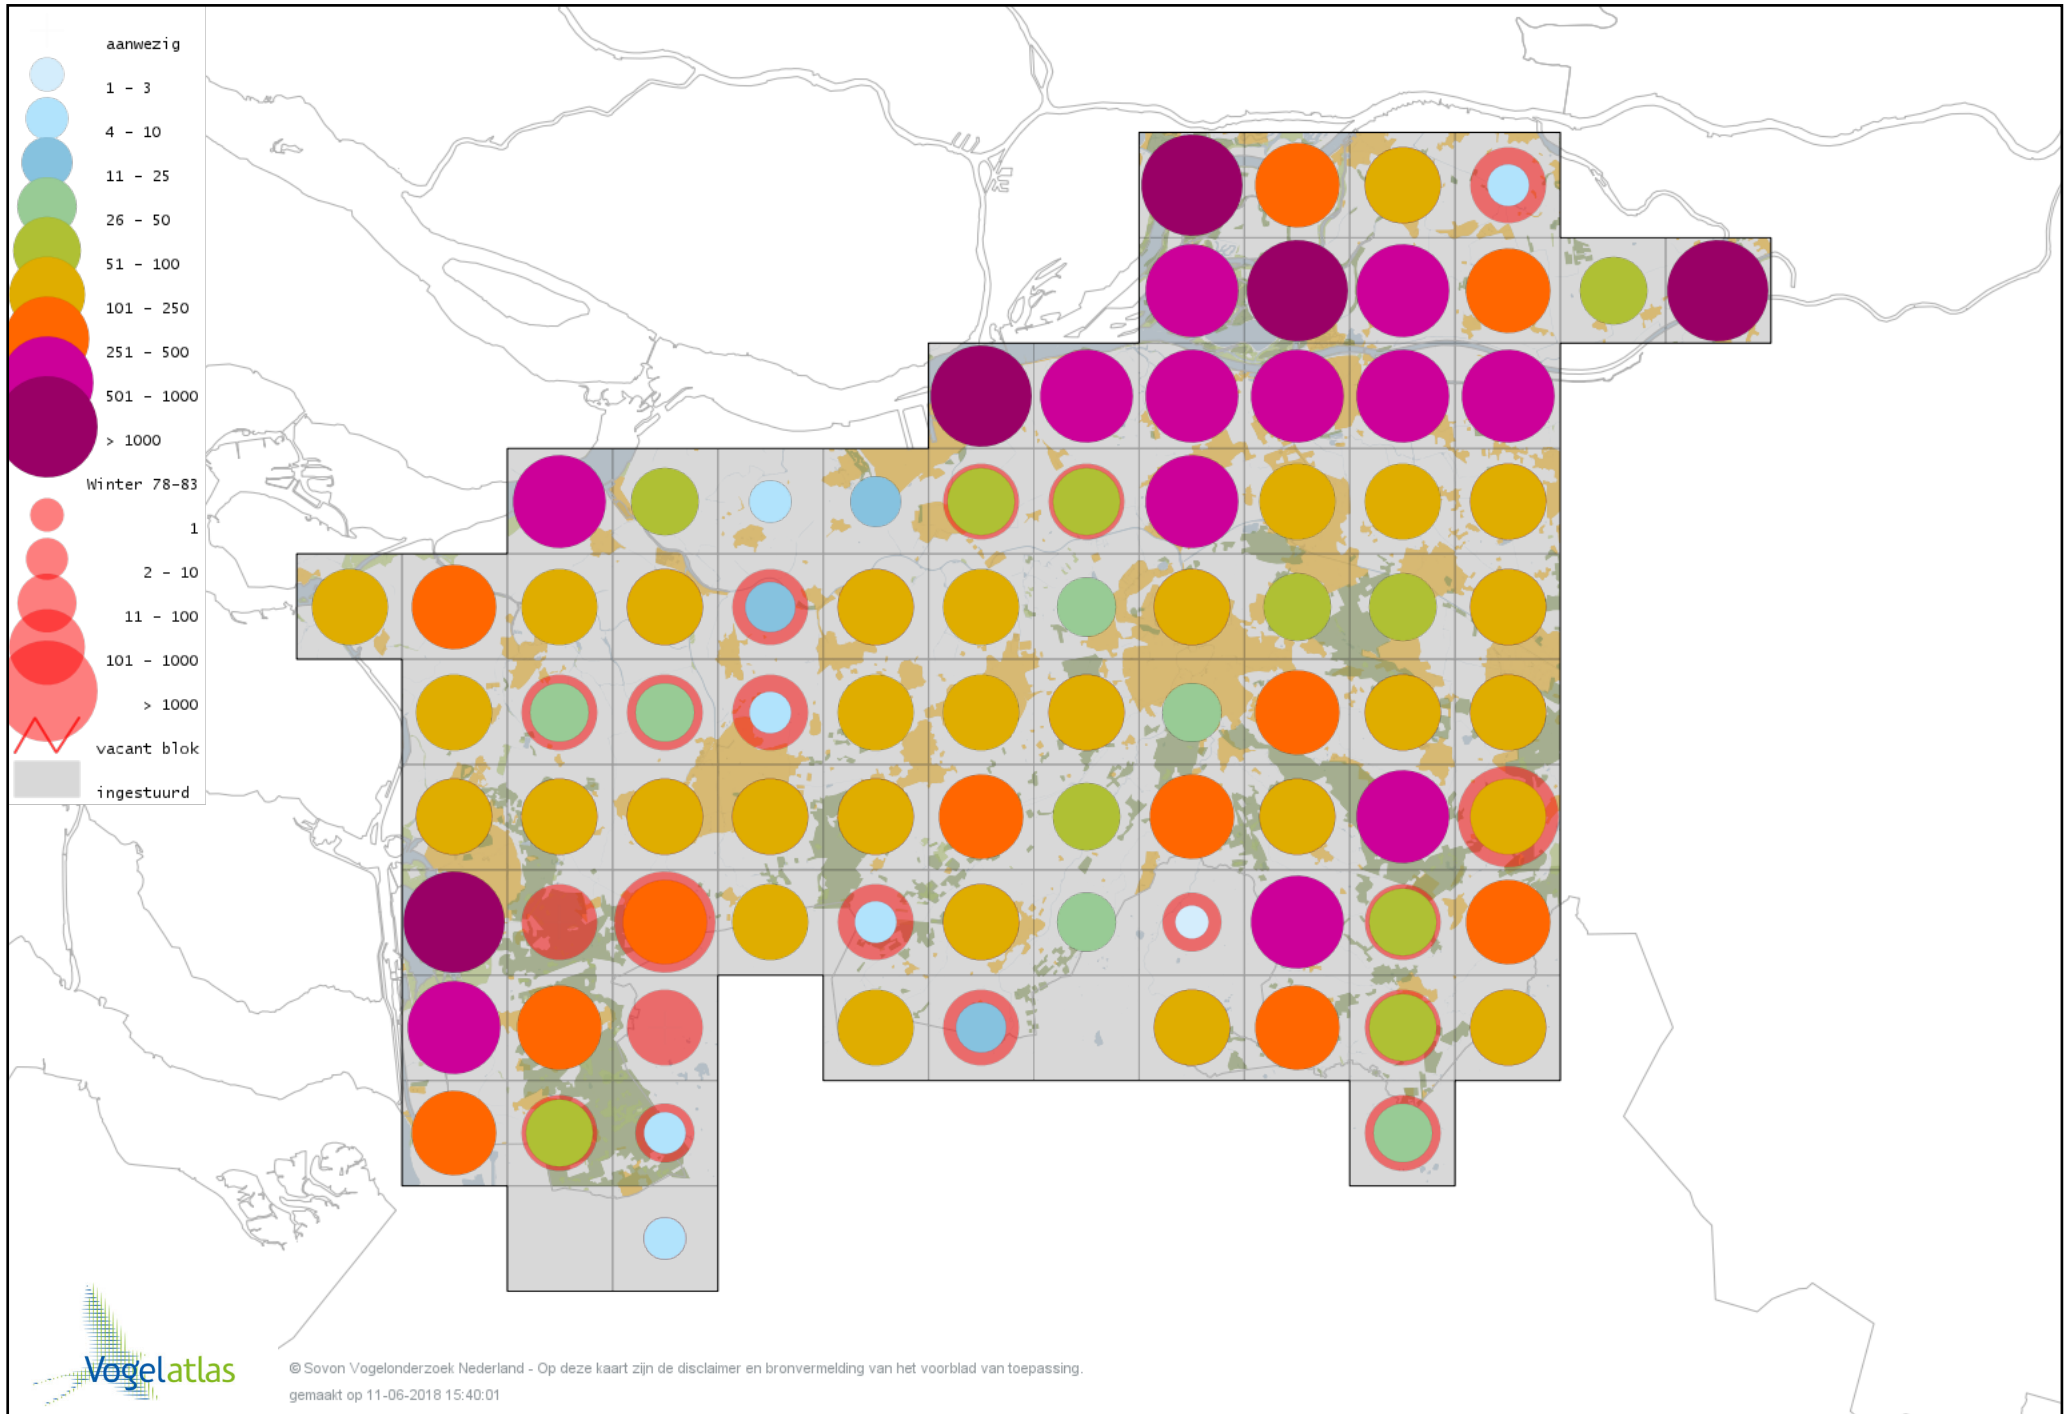 aanwezig
1 - 3
4 - 10
11 - 25
26 - 50
51 - 100
101 - 250
251 - 500
501 - 1000
> 1000
Winter 78-83
1
2 - 10
11 - 100
101 - 1000
> 1000
vacant blok
ingestuurd
Vogelatlas
© Sovon Vogelonderzoek Nederland - Op deze kaart zijn de disclaimer en bronvermelding van het voorblad van toepassing.
gemaakt op 11-06-2018 15:40:01